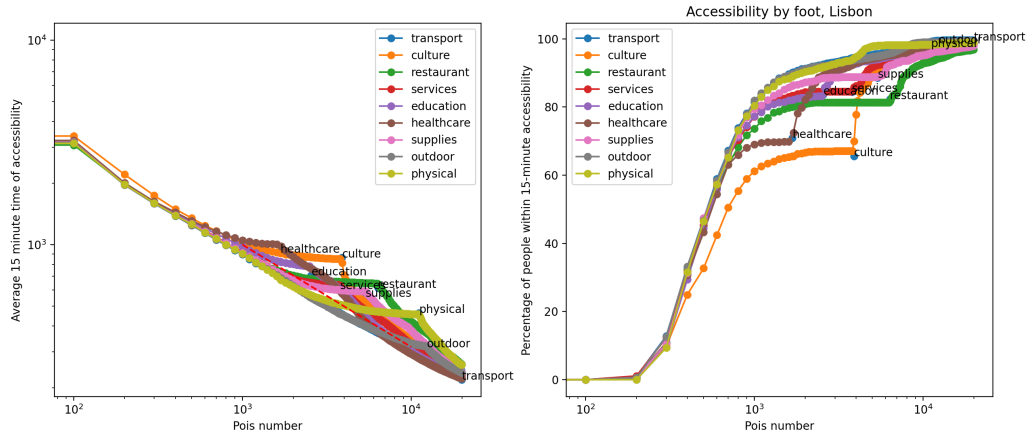 Accessibility by foot, Lisbon
Average 15 minute time of accessibility
10⁴
10³
10² 10³ 10⁴
Pois number
transport
culture
restaurant
services
education
healthcare
supplies
outdoor
physical
healthcare
culture
education
services
restaurant
supplies
physical
outdoor
transport
Percentage of people within 15-minute accessibility
100
80
60
40
20
0
10² 10³ 10⁴
Pois number
transport
culture
restaurant
services
education
healthcare
supplies
outdoor
physical
outdoor
transport
physical
supplies
services
education
restaurant
healthcare
culture